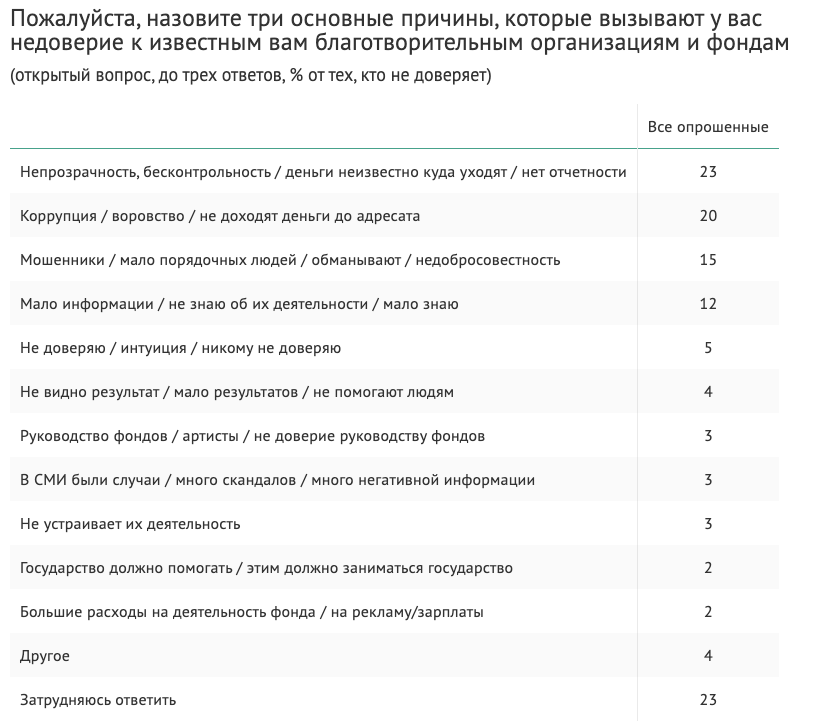 Пожалуйста, назовите три основные причины, которые вызывают у вас
недоверие к известным вам благотворительным организациям и фондам
(открытый вопрос, до трех ответов, % от тех, кто не доверяет)
Все опрошенные
Непрозрачность, бесконтрольность / деньги неизвестно куда уходят / нет отчетности 23
Коррупция / воровство / не доходят деньги до адресата 20
Мошенники / мало порядочных людей / обманывают / недобросовестность 15
Мало информации / не знаю об их деятельности / мало знаю 12
Не доверяю / интуиция / никому не доверяю 5
Не видно результат / мало результатов / не помогают людям 4
Руководство фондов / артисты / не доверие руководству фондов 3
В СМИ были случаи / много скандалов / много негативной информации 3
Не устраивает их деятельность 3
Государство должно помогать / этим должно заниматься государство 2
Большие расходы на деятельность фонда / на рекламу/зарплаты 2
Другое 4
Затрудняюсь ответить 23